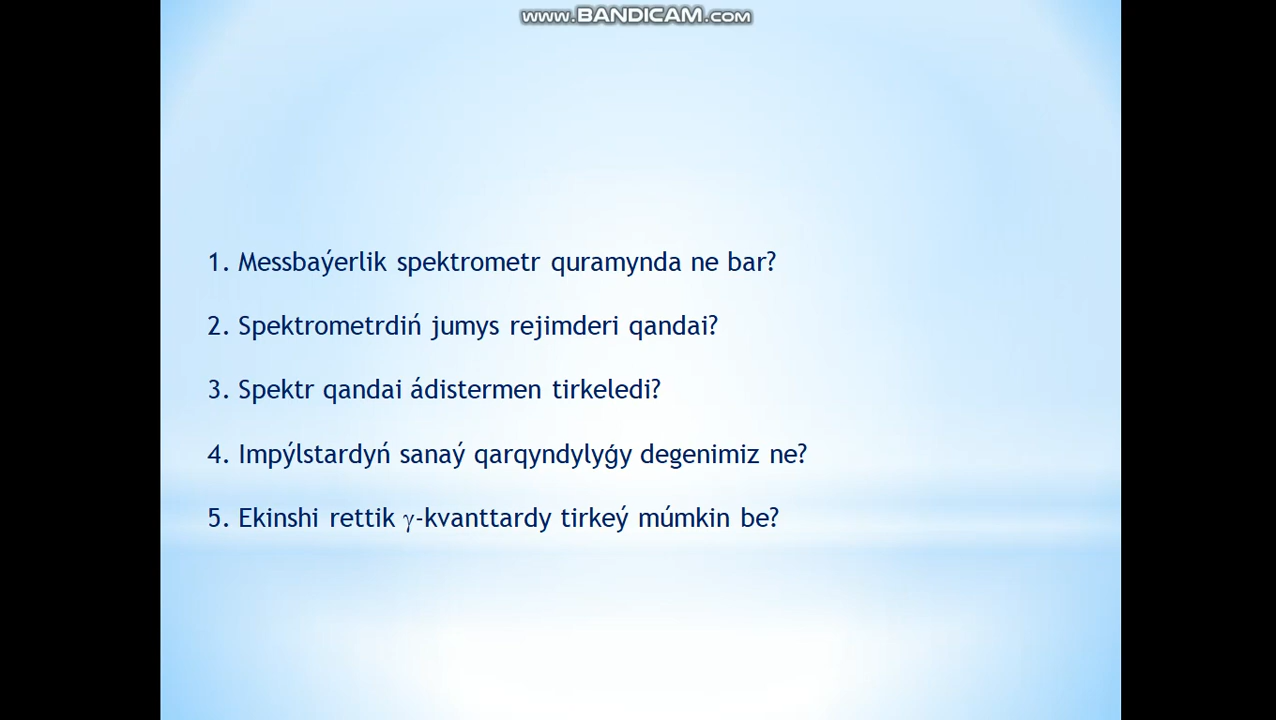 www.BANDICAM.com
1. Messbaýerlik spektrometr quramynda ne bar?
2. Spektrometrdiń jumys rejimderi qandai?
3. Spektr qandai ádistermen tirkeledi?
4. Impýlstardyń sanaý qarqyndylyǵy degenimiz ne?
5. Ekinshi rettik γ-kvanttardy tirkeý múmkin be?